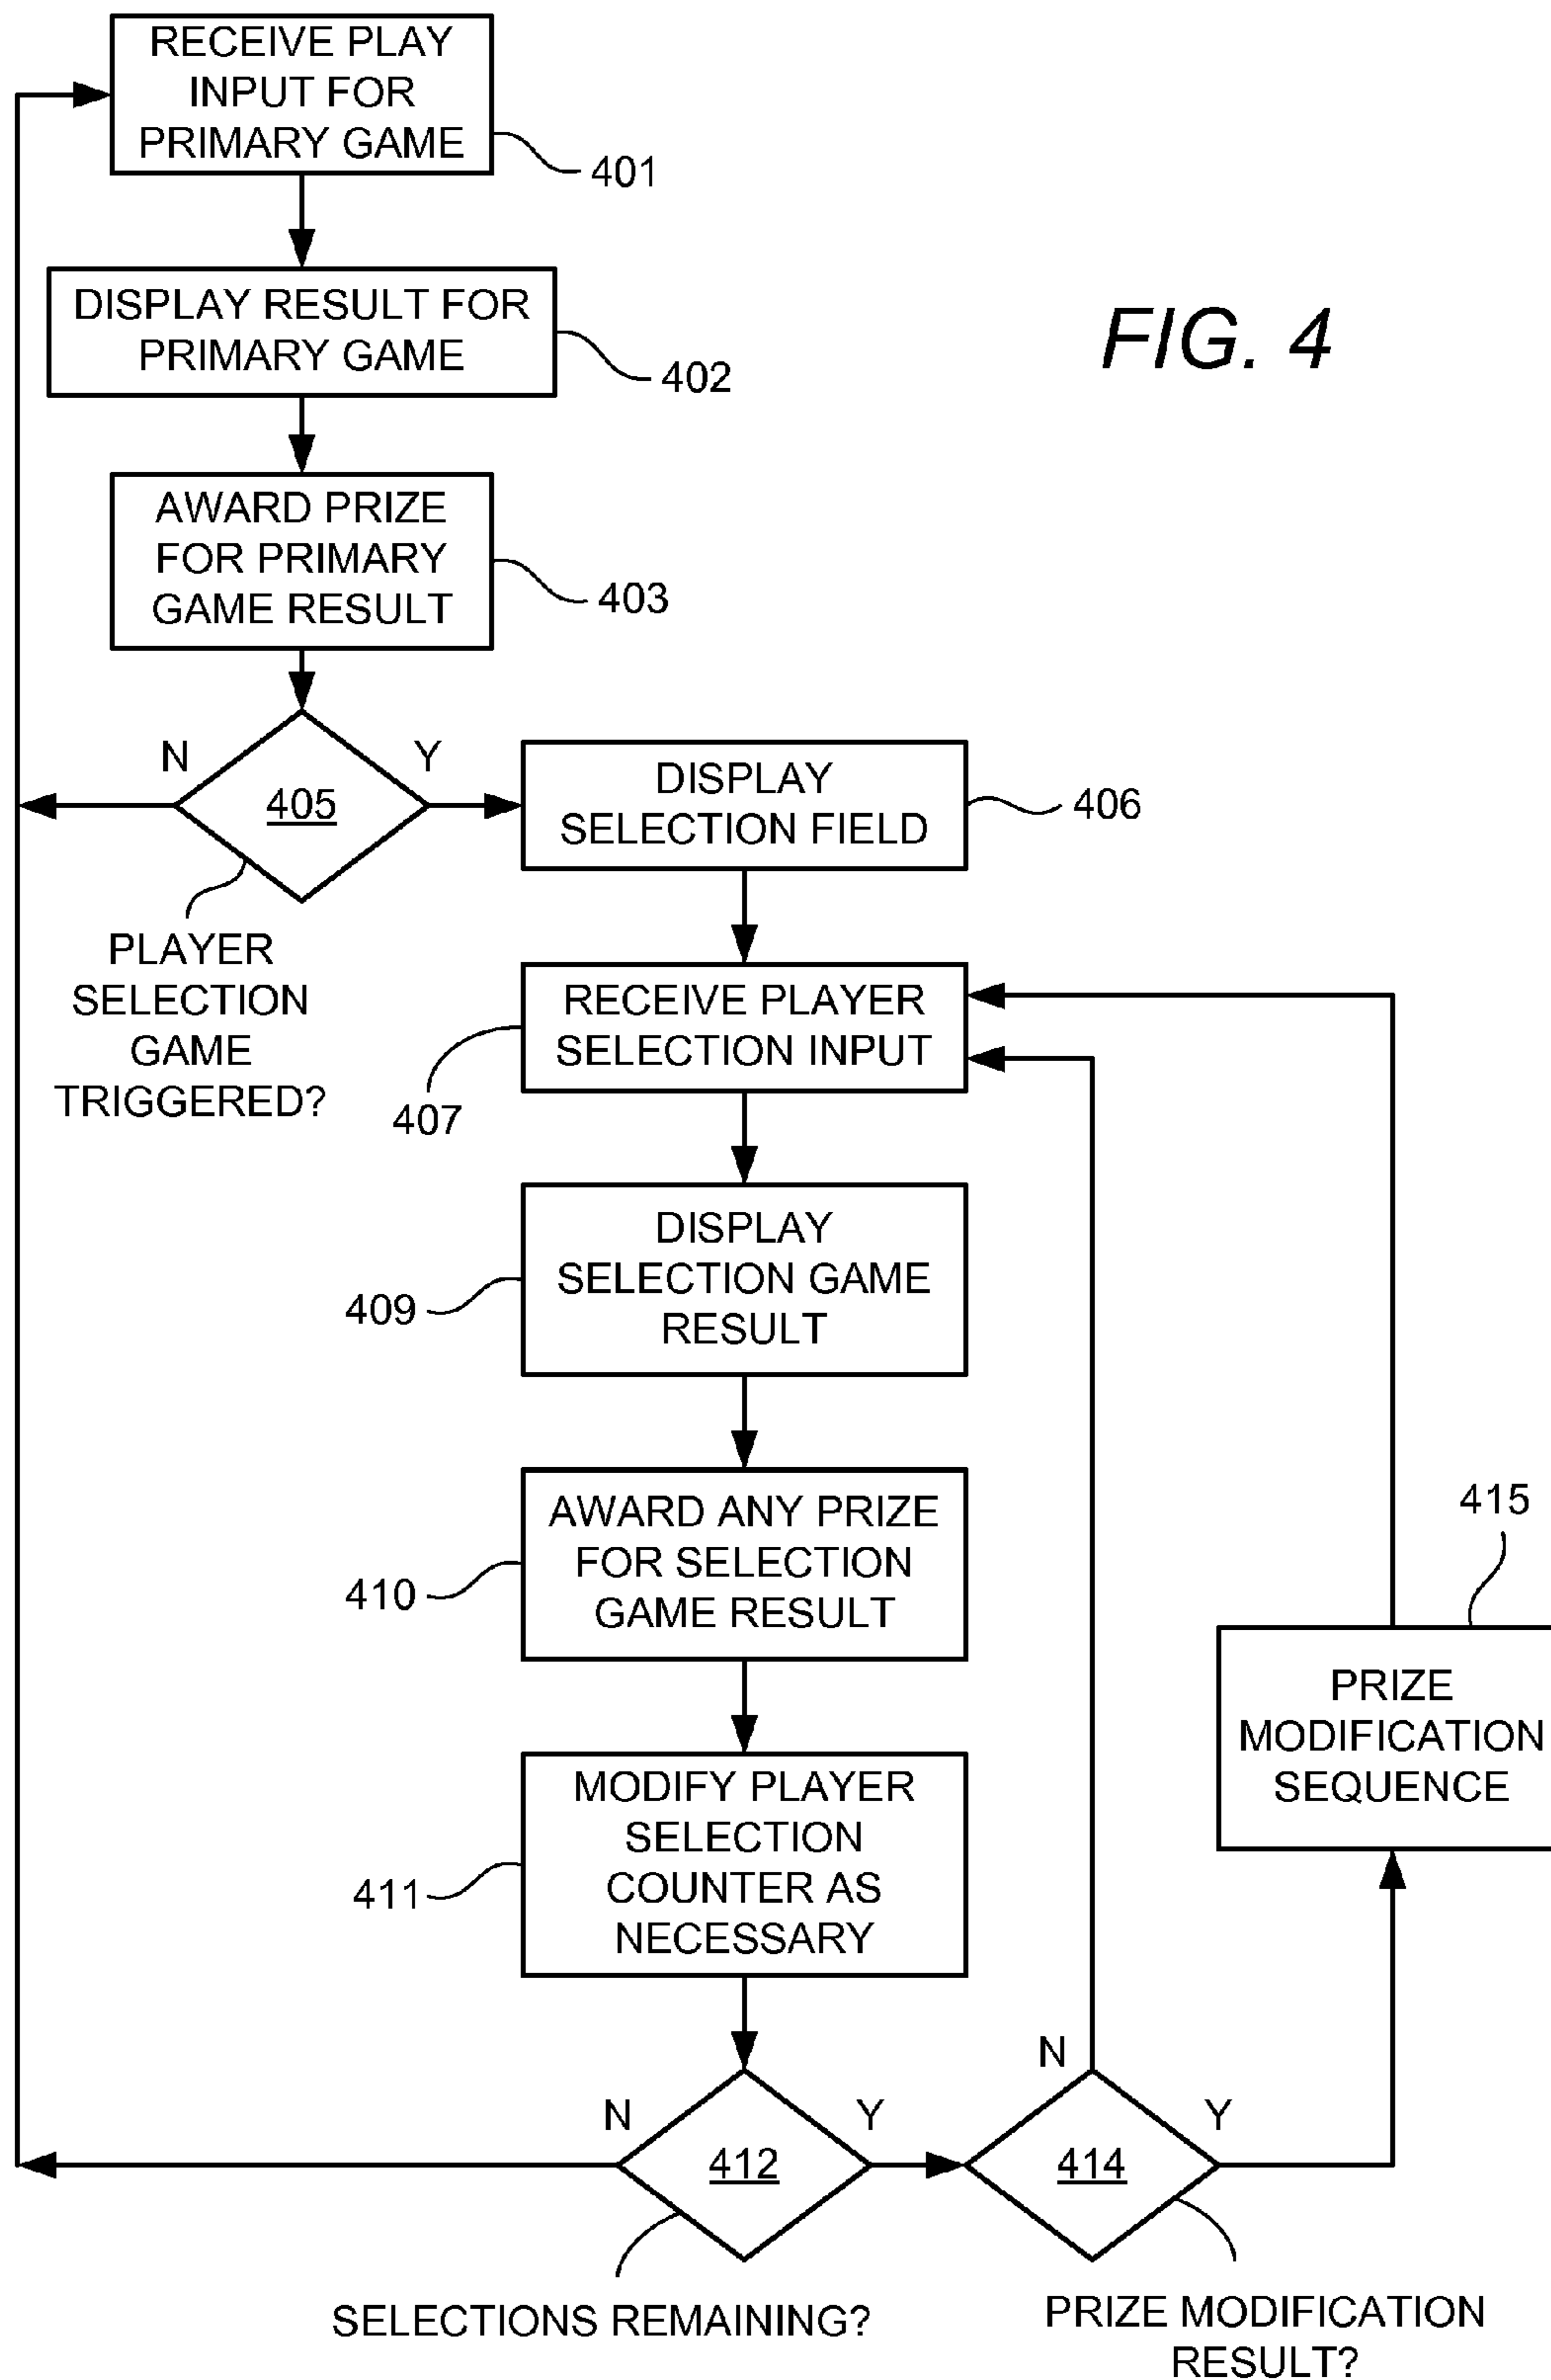 RECEIVE PLAY
INPUT FOR
PRIMARY GAME
401
DISPLAY RESULT FOR
PRIMARY GAME
402
FIG. 4
AWARD PRIZE
FOR PRIMARY
GAME RESULT
403
N
Y
405
PLAYER
SELECTION
GAME
TRIGGERED?
DISPLAY
SELECTION FIELD
406
RECEIVE PLAYER
SELECTION INPUT
407
DISPLAY
SELECTION GAME
RESULT
409
AWARD ANY PRIZE
FOR SELECTION
GAME RESULT
410
415
PRIZE
MODIFICATION
SEQUENCE
MODIFY PLAYER
SELECTION
COUNTER AS
NECESSARY
411
N
Y
412
SELECTIONS REMAINING?
N
Y
414
PRIZE MODIFICATION
RESULT?